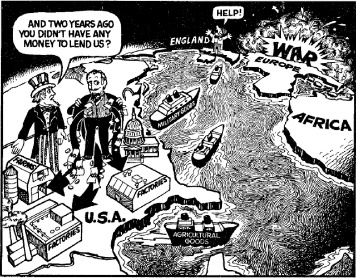 AND TWO YEARS AGO
YOU DIDN'T HAVE ANY
MONEY TO LEND US?
HELP!
ENGLAND
WAR
EUROPE
AFRICA
MILITARY GOODS
FARMS
FACTORIES
FACTORIES
U.S.A.
AGRICULTURAL
GOODS